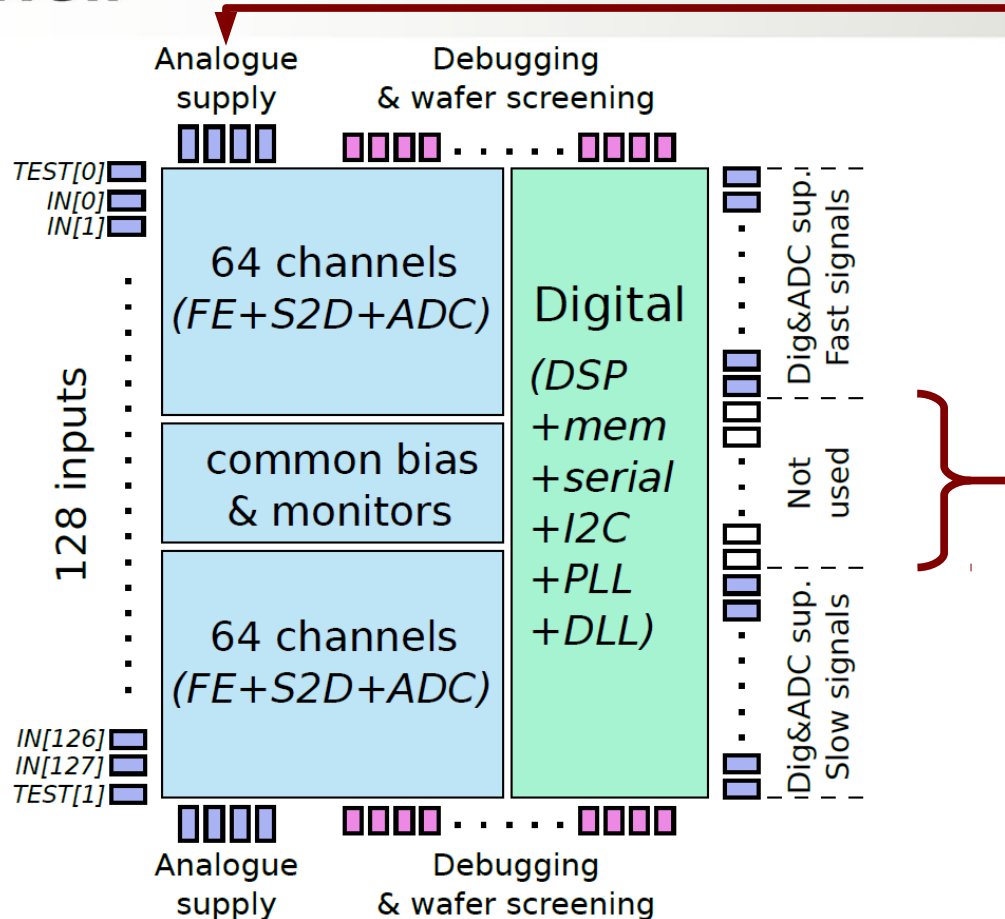 Analogue
supply
Debugging
& wafer screening
TEST[0]
IN[0]
IN[1]
128 inputs
IN[126]
IN[127]
TEST[1]
64 channels
(FE+S2D+ADC)
common bias
& monitors
64 channels
(FE+S2D+ADC)
Digital
(DSP
+mem
+serial
+I2C
+PLL
+DLL)
Dig&ADC sup.
Fast signals
Not
used
Dig&ADC sup.
Slow signals
Analogue
supply
Debugging
& wafer screening